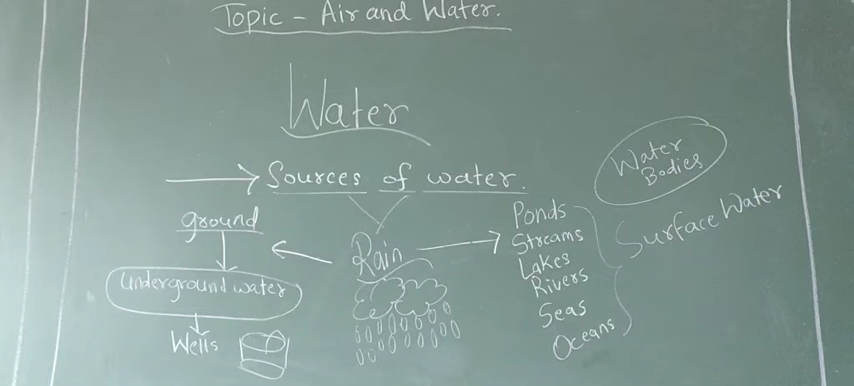 Topic - Air and Water.
Water
Sources of water.
Water
Bodies
ground
Rain
Underground water
Wells
Ponds
Streams
Lakes
Rivers
Seas
Oceans
Surface Water